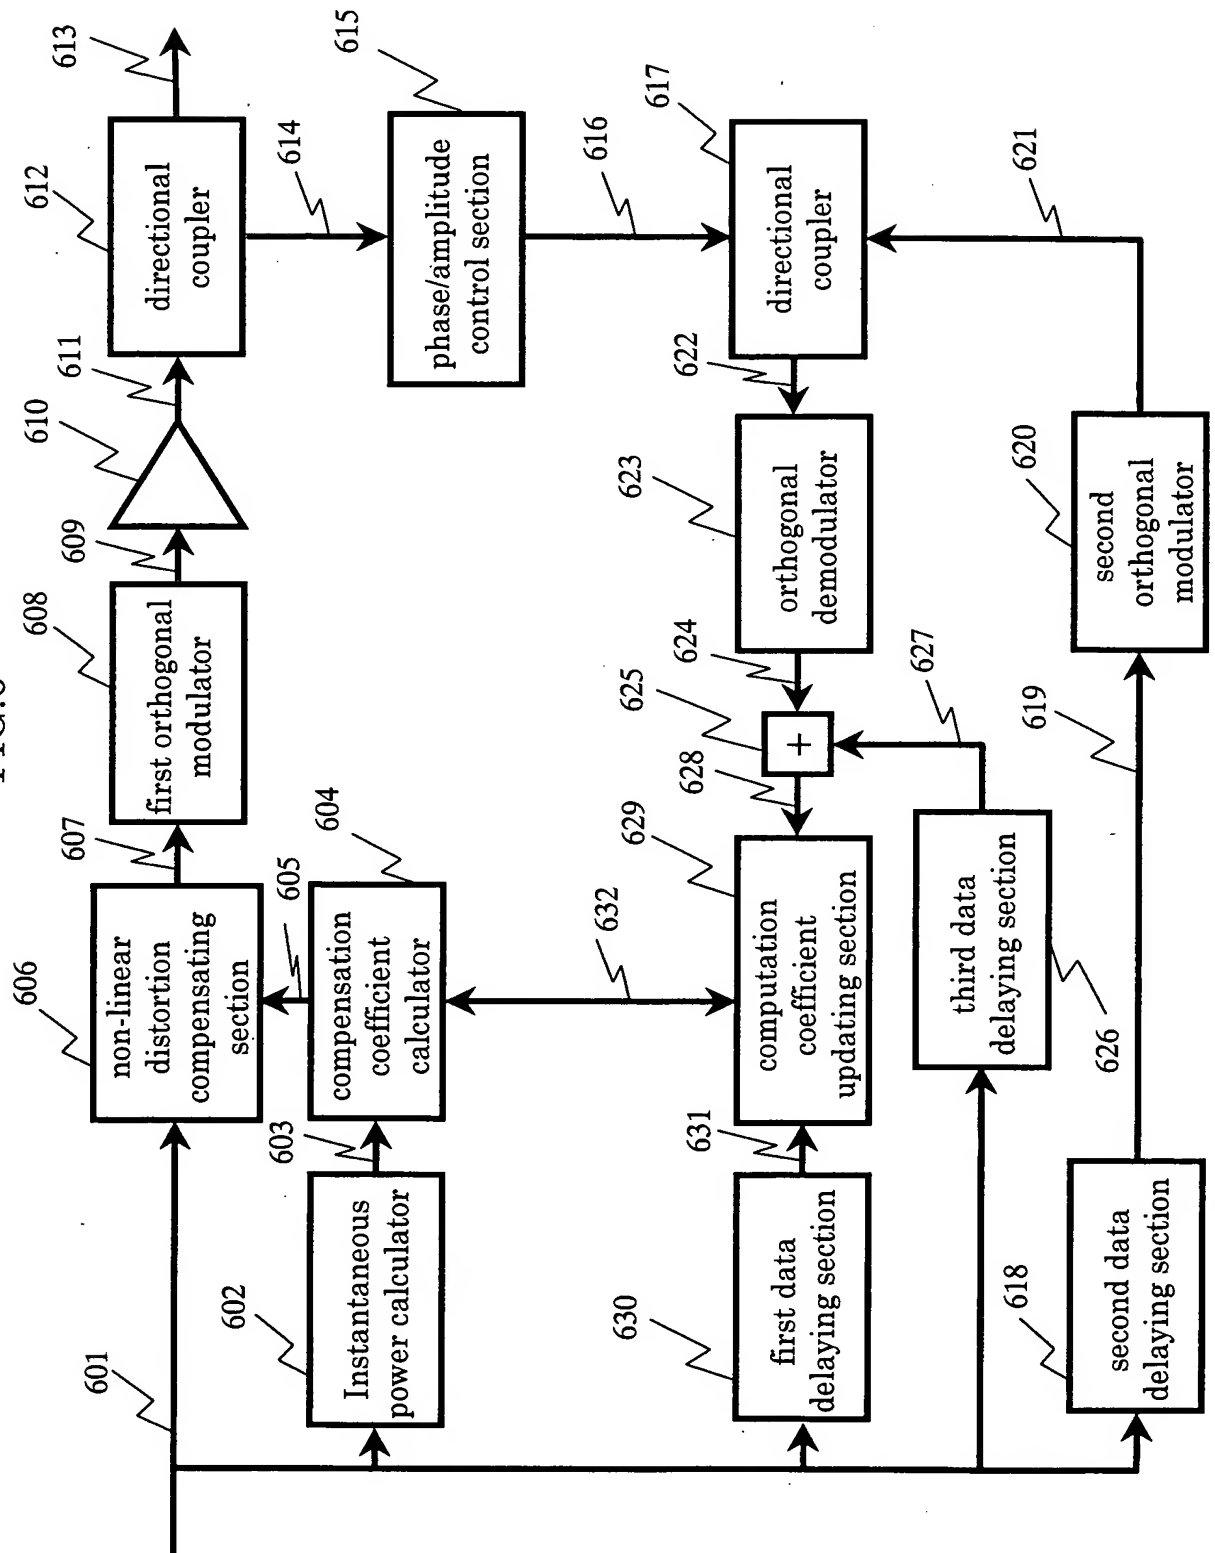 FIG.6
601
602
Instantaneous
power calculator
603
compensation
coefficient
calculator
604
605
606
non-linear
distortion
compensating
section
607
first orthogonal
modulator
608
609
610
611
612
directional
coupler
613
614
phase/amplitude
control section
615
616
directional
coupler
617
618
second data
delaying section
619
second
orthogonal
modulator
620
621
622
orthogonal
demodulator
623
624
625
+
626
third data
delaying section
627
628
computation
coefficient
updating section
629
630
first data
delaying section
631
632